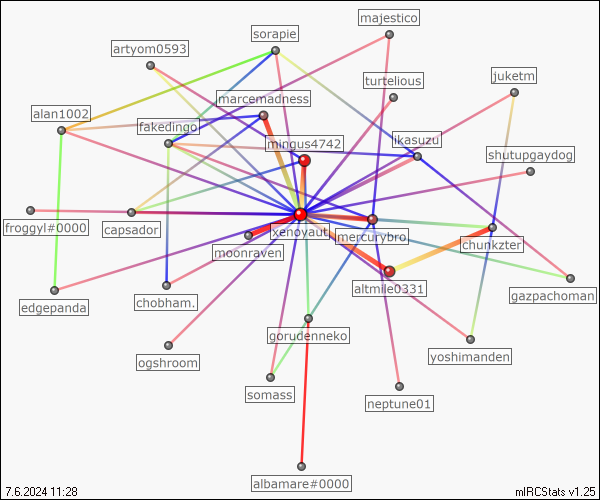 majestico
sorapie
artyom0593
turtelious
juketm
marcemadness
alan1002
fakedingo
mingus4742
ikasuzu
shutupgaydog
froggyl#0000
capsador
xenoyaut
mercurybro
chunkzter
moonraven
altmile0331
edgepanda
chobham.
gazpachoman
gorudenneko
ogshroom
yoshimanden
somass
neptune01
albamare#0000
7.6.2024 11:28
mIRCStats v1.25